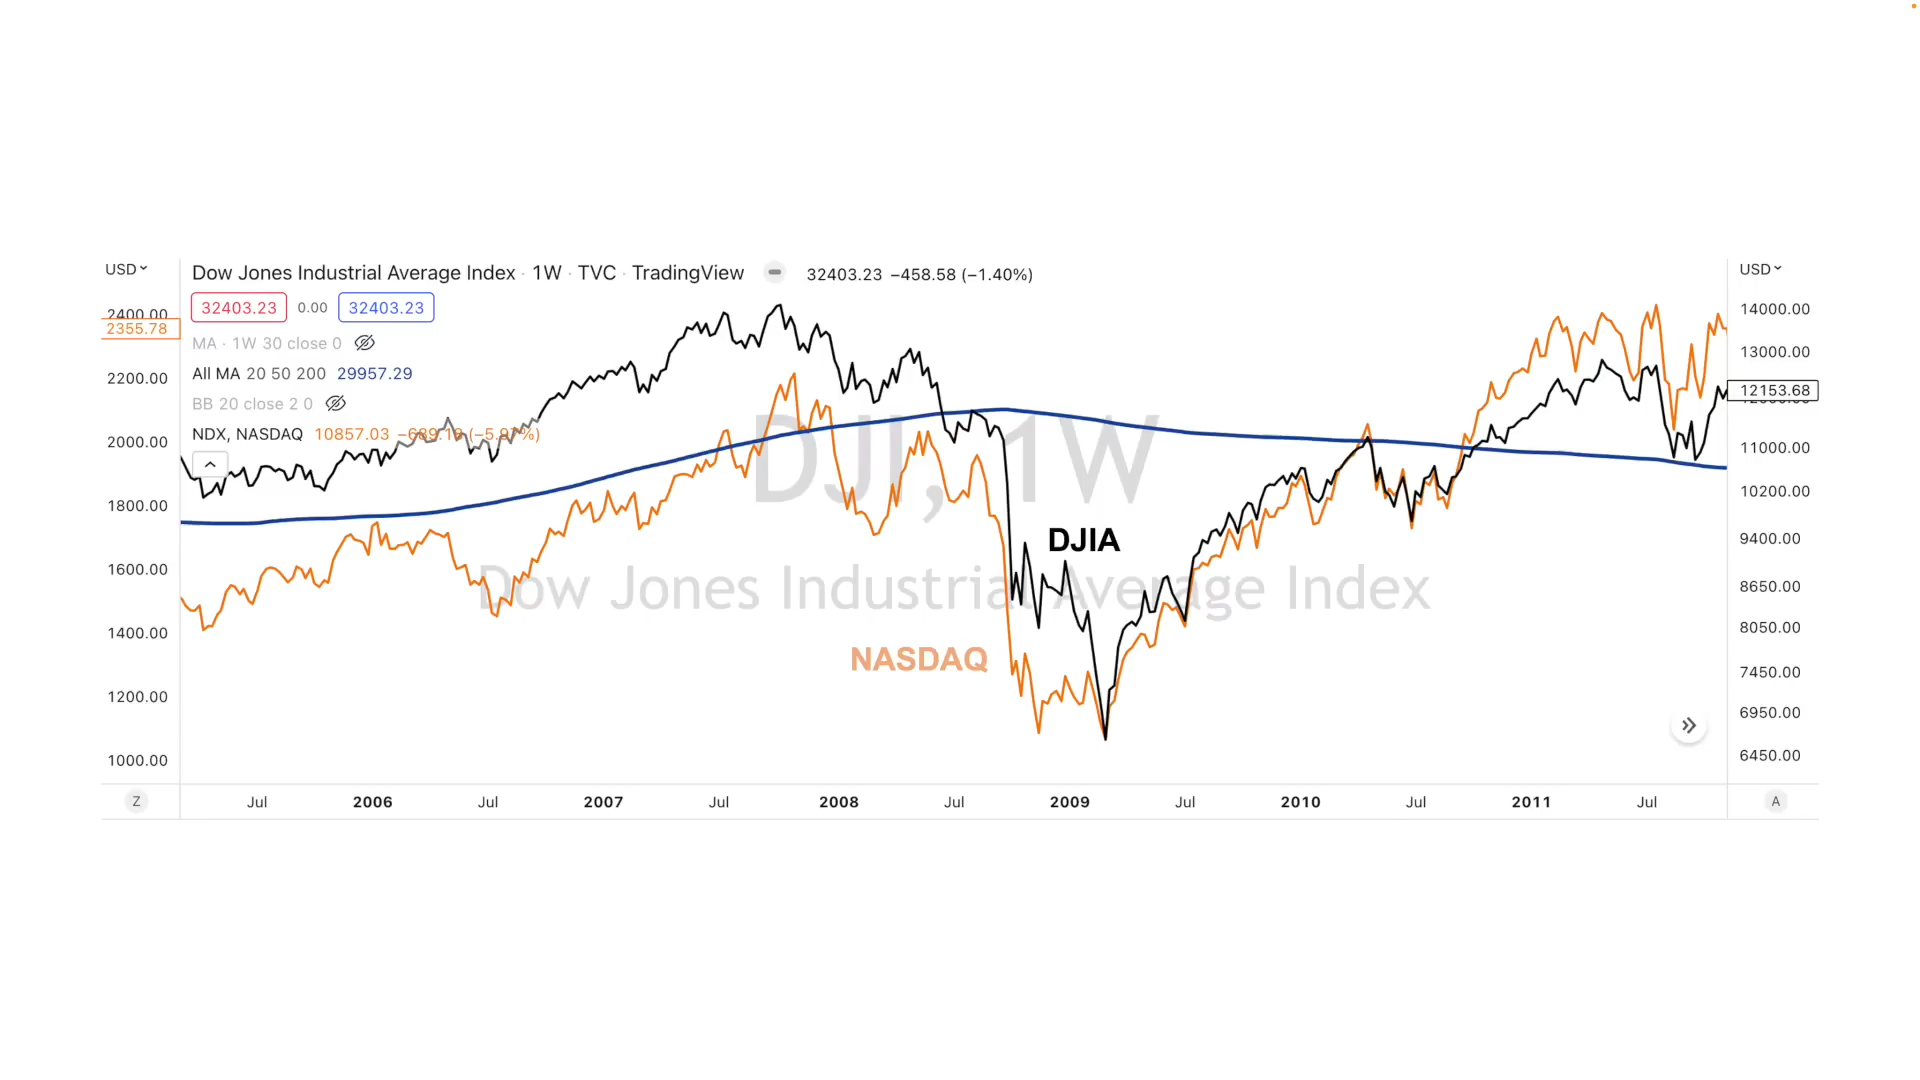 USD
Dow Jones Industrial Average Index · 1W · TVC · TradingView 32403.23 −458.58 (−1.40%)
USD
32403.23 0.00 32403.23
MA · 1W 30 close 0
All MA 20 50 200 29957.29
BB 20 close 2 0
NDX, NASDAQ 10857.03 −689.18 (−5.97%)
2400.00
2355.78
2200.00
2000.00
1800.00
1600.00
1400.00
1200.00
1000.00
DJI, 1W
Dow Jones Industrial Average Index
DJIA
NASDAQ
14000.00
13000.00
12153.68
11000.00
10200.00
9400.00
8650.00
8050.00
7450.00
6950.00
6450.00
Z Jul 2006 Jul 2007 Jul 2008 Jul 2009 Jul 2010 Jul 2011 Jul A